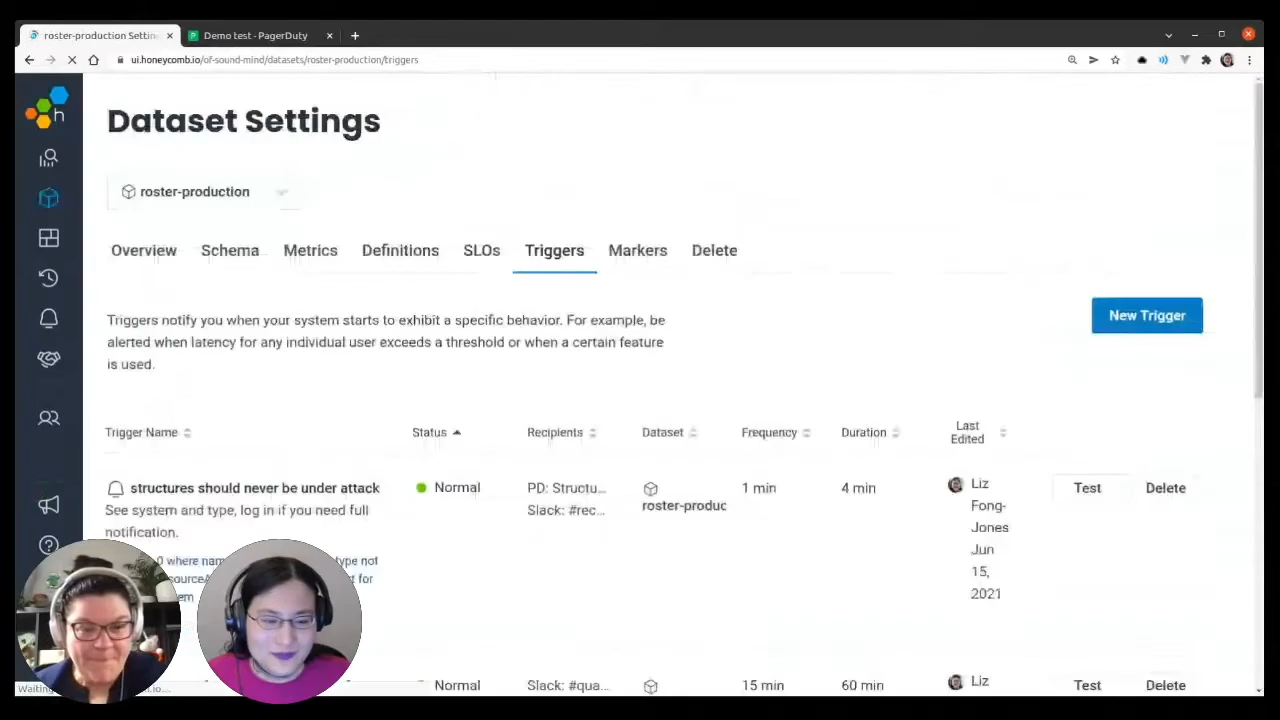 roster-production Settin
Demo test - PagerDuty
ui.honeycomb.io/of-sound-mind/datasets/roster-production/triggers
h
Dataset Settings
roster-production
Overview Schema Metrics Definitions SLOs Triggers Markers Delete
Triggers notify you when your system starts to exhibit a specific behavior. For example, be
alerted when latency for any individual user exceeds a threshold or when a certain feature
is used.
New Trigger
Trigger Name Status Recipients Dataset Frequency Duration Last
Edited
structures should never be under attack
See system and type, log in if you need full
notification.
0 where nam
type not
Normal
PD: Structu...
Slack: #rec...
roster-produc
1 min
4 min
Liz
Fong-
Jones
Jun
15,
2021
Test
Delete
Normal
Slack: #qua...
15 min
60 min
Liz
Test
Delete
Waiting